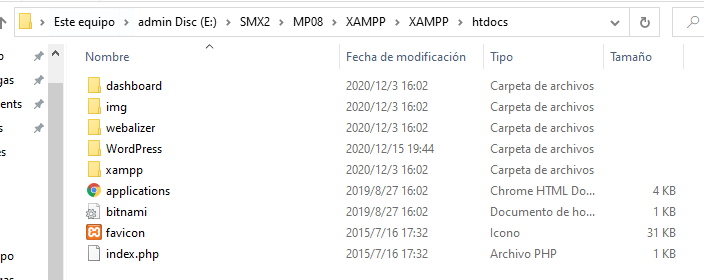 Este equipo > admin Disc (E:) > SMX2 > MP08 > XAMPP > XAMPP > htdocs
Nombre Fecha de modificación Tipo Tamaño
dashboard 2020/12/3 16:02 Carpeta de archivos
img 2020/12/3 16:02 Carpeta de archivos
webalizer 2020/12/3 16:02 Carpeta de archivos
WordPress 2020/12/15 19:44 Carpeta de archivos
xampp 2020/12/3 16:02 Carpeta de archivos
applications 2019/8/27 16:02 Chrome HTML Do... 4 KB
bitnami 2019/8/27 16:02 Documento de ho... 1 KB
favicon 2015/7/16 17:32 Icono 31 KB
index.php 2015/7/16 17:32 Archivo PHP 1 KB